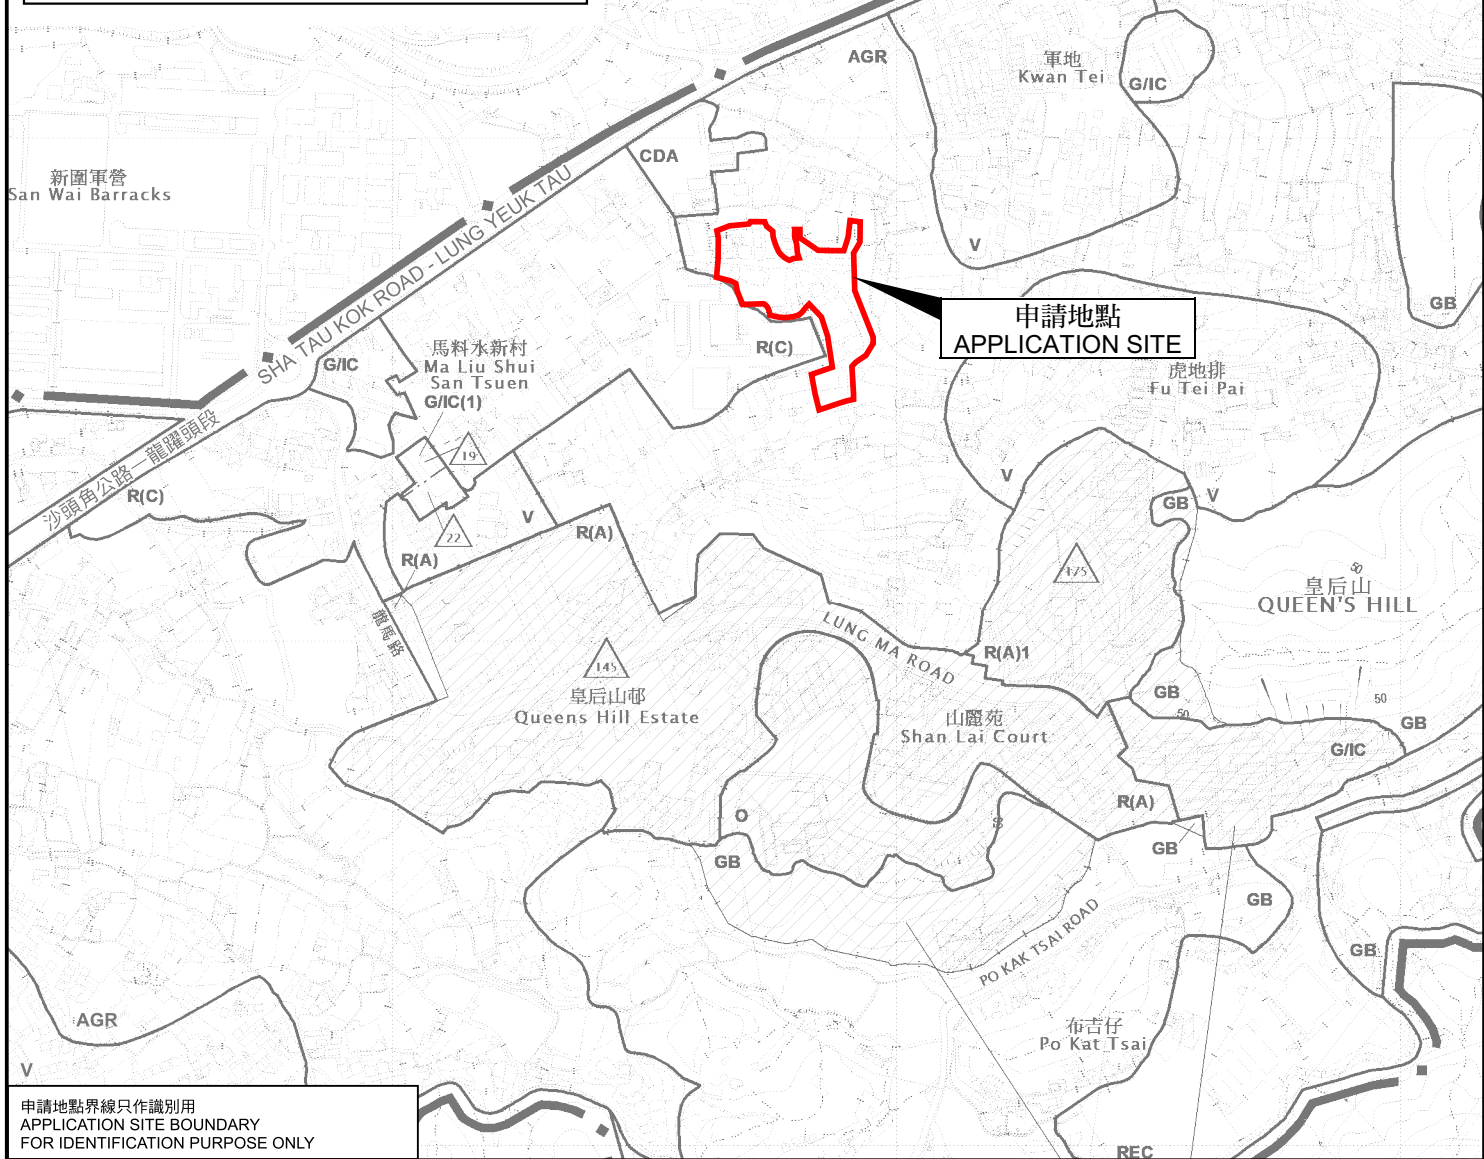 AGR
軍地
Kwan Tei
G/IC
CDA
新圍軍營
San Wai Barracks
SHA TAU KOK ROAD - LUNG YEUK TAU
V
GB
申請地點
APPLICATION SITE
馬料水新村
Ma Liu Shui
San Tsuen
G/IC(1)
G/IC
R(C)
虎地排
Fu Tei Pai
沙頭角公路－龍躍頭段
R(C)
19
22
V
R(A)
R(A)
V
GB
V
175
50
皇后山
QUEEN'S HILL
龍馬路
LUNG MA ROAD
R(A)1
145
皇后山邨
Queens Hill Estate
山麗苑
Shan Lai Court
GB
50
50
GB
G/IC
R(A)
O
GB
GB
GB
GB
PO KAK TSAI ROAD
布吉仔
Po Kat Tsai
AGR
V
REC
申請地點界線只作識別用
APPLICATION SITE BOUNDARY
FOR IDENTIFICATION PURPOSE ONLY